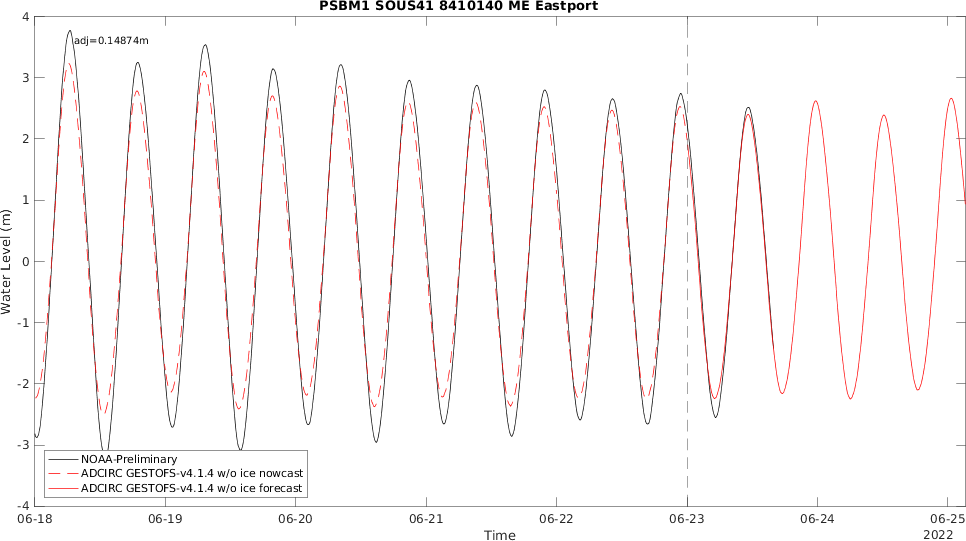 PSBM1 SOUS41 8410140 ME Eastport
adj=0.14874m
Water Level (m)
4
3
2
1
0
-1
-2
-3
-4
NOAA-Preliminary
ADCIRC GESTOFS-v4.1.4 w/o ice nowcast
ADCIRC GESTOFS-v4.1.4 w/o ice forecast
06-18 06-19 06-20 06-21 06-22 06-23 06-24 06-25
Time
2022